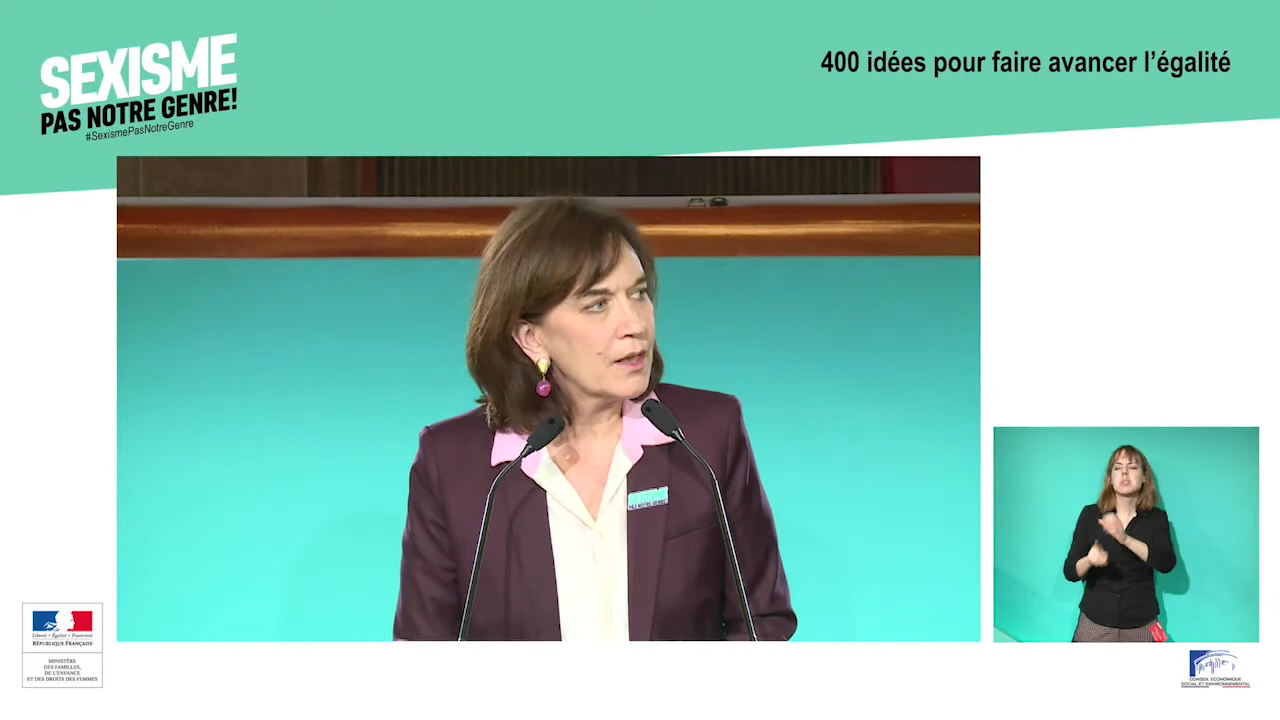 SEXISME
PAS NOTRE GENRE!
#SexismePasNotreGenre
400 idées pour faire avancer l'égalité
PAS NOTRE GENRE!
Liberté • Égalité • Fraternité
RÉPUBLIQUE FRANÇAISE
MINISTÈRE
DES FAMILLES,
DE L'ENFANCE
ET DES DROITS DES FEMMES
CONSEIL ECONOMIQUE
SOCIAL ET ENVIRONNEMENTAL